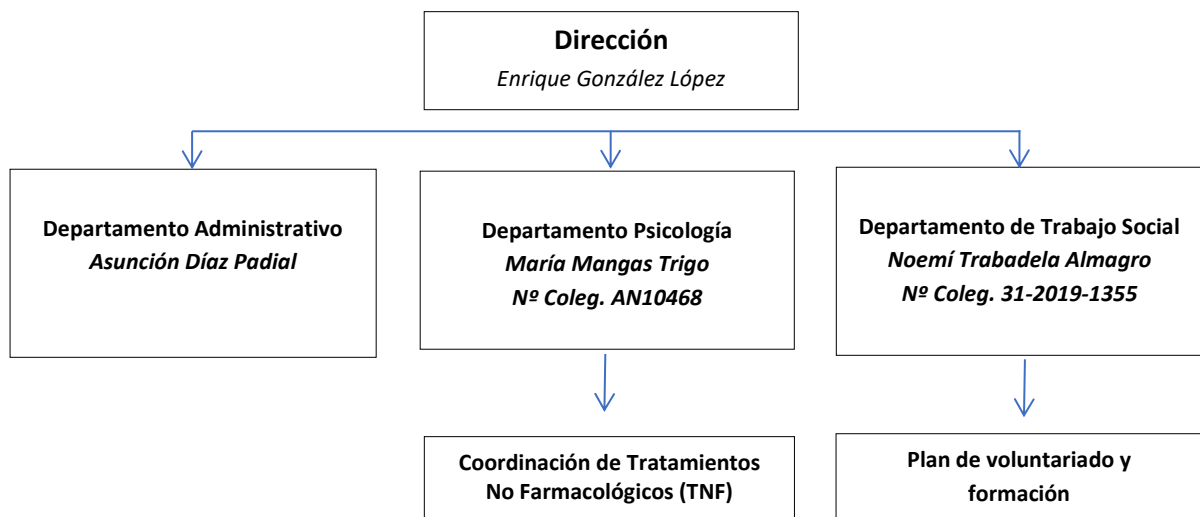 Dirección
Enrique González López
Departamento Administrativo
Asunción Díaz Padial
Departamento Psicología
María Mangas Trigo
Nº Coleg. AN10468
Departamento de Trabajo Social
Noemí Trabadela Almagro
Nº Coleg. 31-2019-1355
Coordinación de Tratamientos
No Farmacológicos (TNF)
Plan de voluntariado y
formación